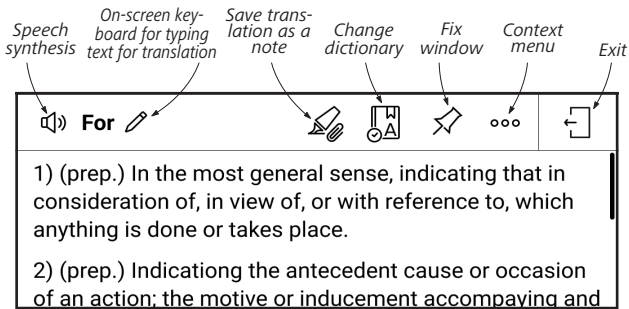 Speech
synthesis
On-screen key-
board for typing
text for translation
Save trans-
lation as a
note
Change
dictionary
Fix
window
Context
menu
Exit
For
A
1) (prep.) In the most general sense, indicating that in
consideration of, in view of, or with reference to, which
anything is done or takes place.
2) (prep.) Indicationg the antecedent cause or occasion
of an action; the motive or inducement accompaying and